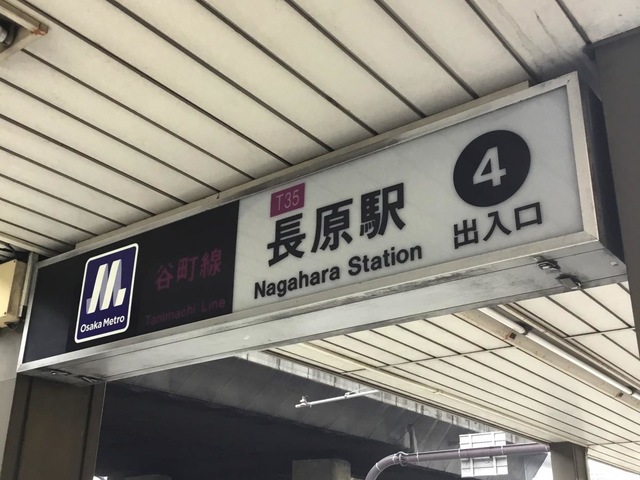 Osaka Metro
谷町線
Tanimachi Line
T35
長原駅
Nagahara Station
4
出入口